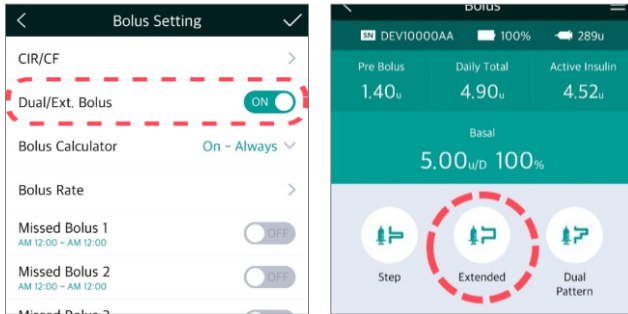 Bolus Setting
CIR/CF
Dual/Ext. Bolus ON
Bolus Calculator On - Always
Bolus Rate
Missed Bolus 1 OFF
AM 12:00 ~ AM 12:00
Missed Bolus 2 OFF
AM 12:00 ~ AM 12:00
Missed Bolus 3
Bolus
SN DEV10000AA 100% 289u
Pre Bolus Daily Total Active Insulin
1.40u 4.90u 4.52u
Basal
5.00u/D 100%
Step Extended Dual
Pattern